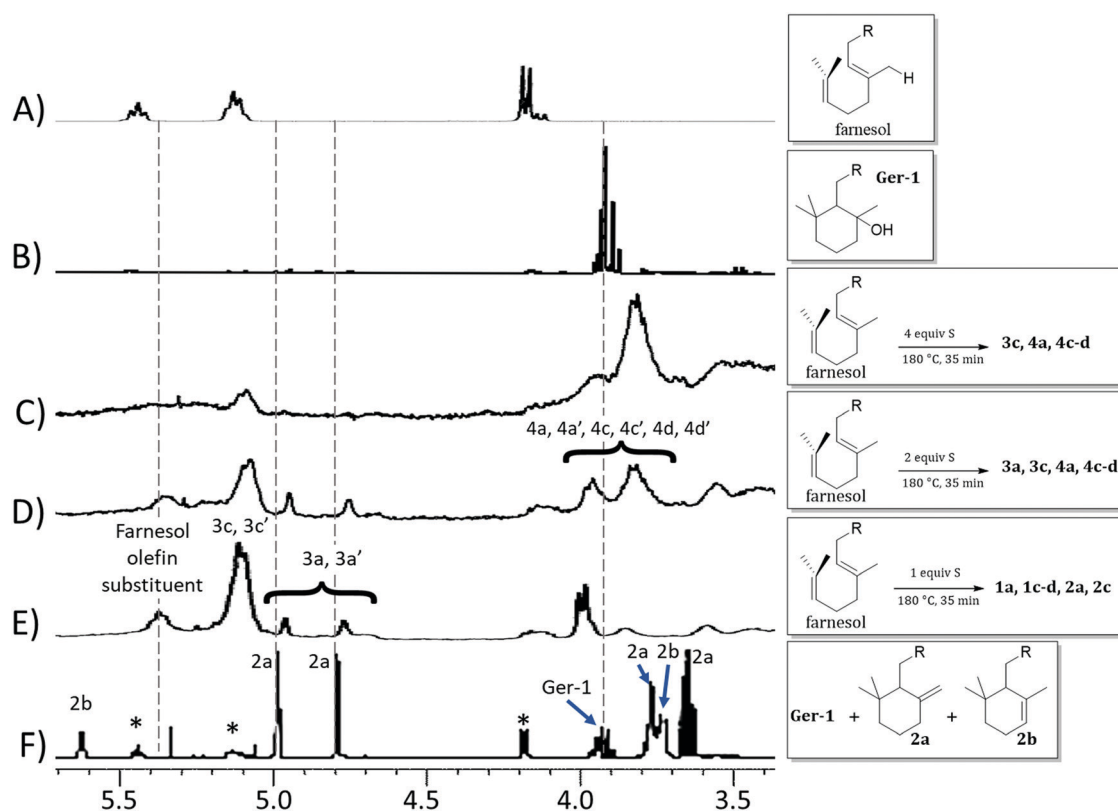 A)
R
H
farnesol
B)
R
Ger-1
OH
C)
R
farnesol
4 equiv S
180 °C, 35 min
3c, 4a, 4c-d
D)
4a, 4a’, 4c, 4c’, 4d, 4d’
R
farnesol
2 equiv S
180 °C, 35 min
3a, 3c, 4a, 4c-d
E)
Farnesol
olefin
substituent
3c, 3c’
3a, 3a’
R
farnesol
1 equiv S
180 °C, 35 min
1a, 1c-d, 2a, 2c
F)
2b
*
*
2a
2a
*
Ger-1
2a
2b
2a
Ger-1 +
R
2a
+
R
2b
5.5
5.0
4.5
4.0
3.5